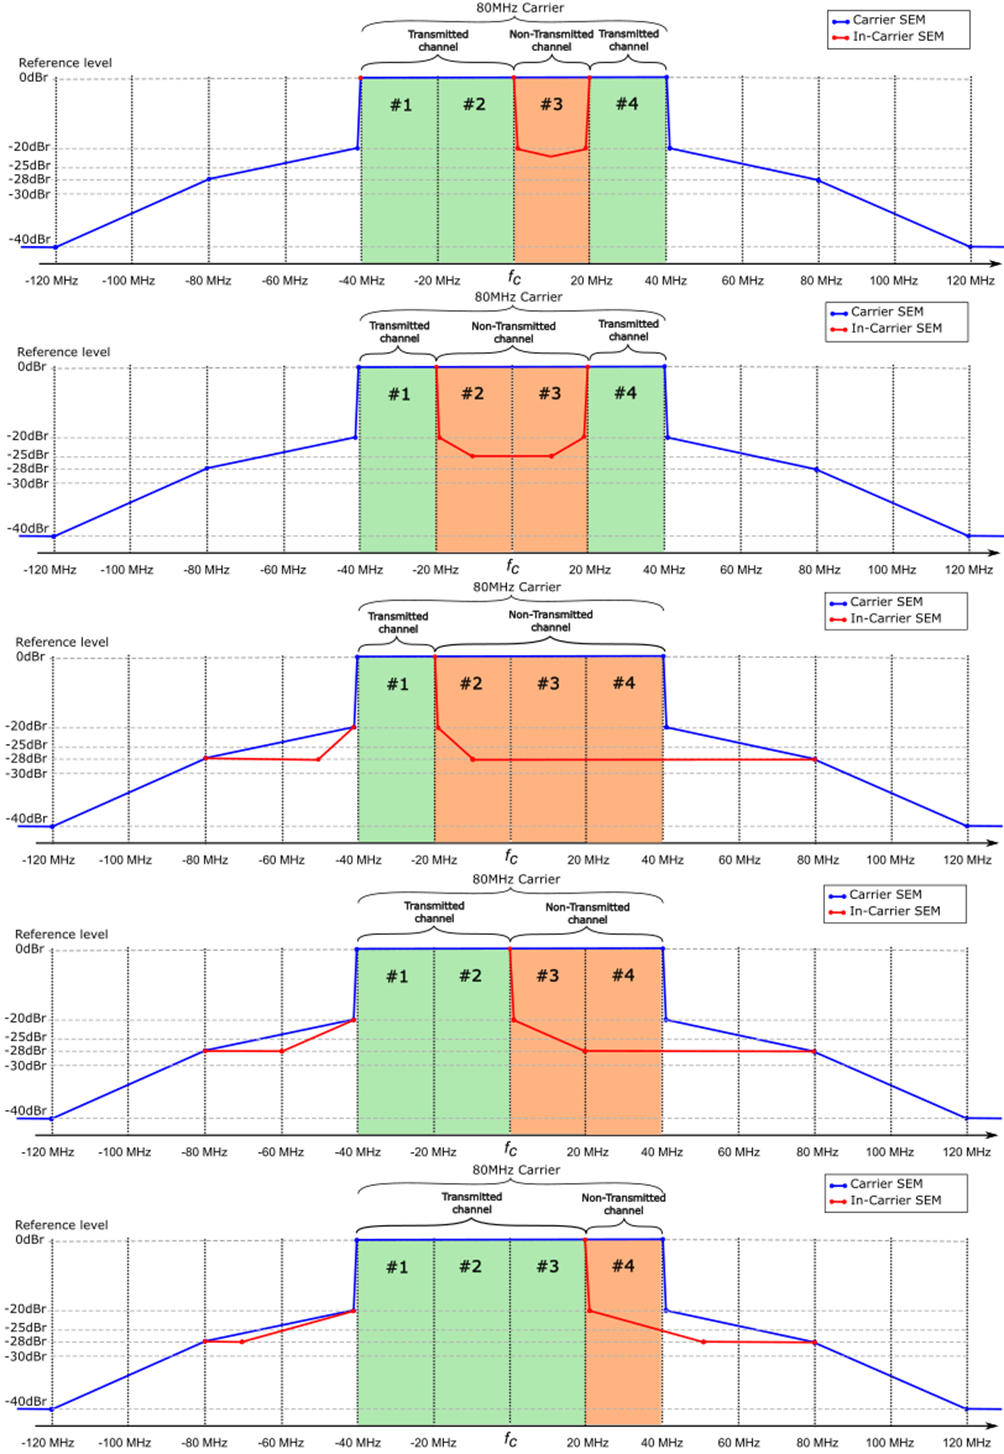 80MHz Carrier
Carrier SEM
In-Carrier SEM
Transmitted channel
Non-Transmitted channel
Transmitted channel
Reference level
0dBr
#1
#2
#3
#4
-20dBr
-25dBr
-28dBr
-30dBr
-40dBr
-120 MHz
-100 MHz
-80 MHz
-60 MHz
-40 MHz
-20 MHz
fc
20 MHz
40 MHz
60 MHz
80 MHz
100 MHz
120 MHz
80MHz Carrier
Carrier SEM
In-Carrier SEM
Transmitted channel
Non-Transmitted channel
Transmitted channel
Reference level
0dBr
#1
#2
#3
#4
-20dBr
-25dBr
-28dBr
-30dBr
-40dBr
-120 MHz
-100 MHz
-80 MHz
-60 MHz
-40 MHz
-20 MHz
fc
20 MHz
40 MHz
60 MHz
80 MHz
100 MHz
120 MHz
80MHz Carrier
Carrier SEM
In-Carrier SEM
Transmitted channel
Non-Transmitted channel
Reference level
0dBr
#1
#2
#3
#4
-20dBr
-25dBr
-28dBr
-30dBr
-40dBr
-120 MHz
-100 MHz
-80 MHz
-60 MHz
-40 MHz
-20 MHz
fc
20 MHz
40 MHz
60 MHz
80 MHz
100 MHz
120 MHz
80MHz Carrier
Carrier SEM
In-Carrier SEM
Transmitted channel
Non-Transmitted channel
Reference level
0dBr
#1
#2
#3
#4
-20dBr
-25dBr
-28dBr
-30dBr
-40dBr
-120 MHz
-100 MHz
-80 MHz
-60 MHz
-40 MHz
-20 MHz
fc
20 MHz
40 MHz
60 MHz
80 MHz
100 MHz
120 MHz
80MHz Carrier
Carrier SEM
In-Carrier SEM
Transmitted channel
Non-Transmitted channel
Reference level
0dBr
#1
#2
#3
#4
-20dBr
-25dBr
-28dBr
-30dBr
-40dBr
-120 MHz
-100 MHz
-80 MHz
-60 MHz
-40 MHz
-20 MHz
fc
20 MHz
40 MHz
60 MHz
80 MHz
100 MHz
120 MHz